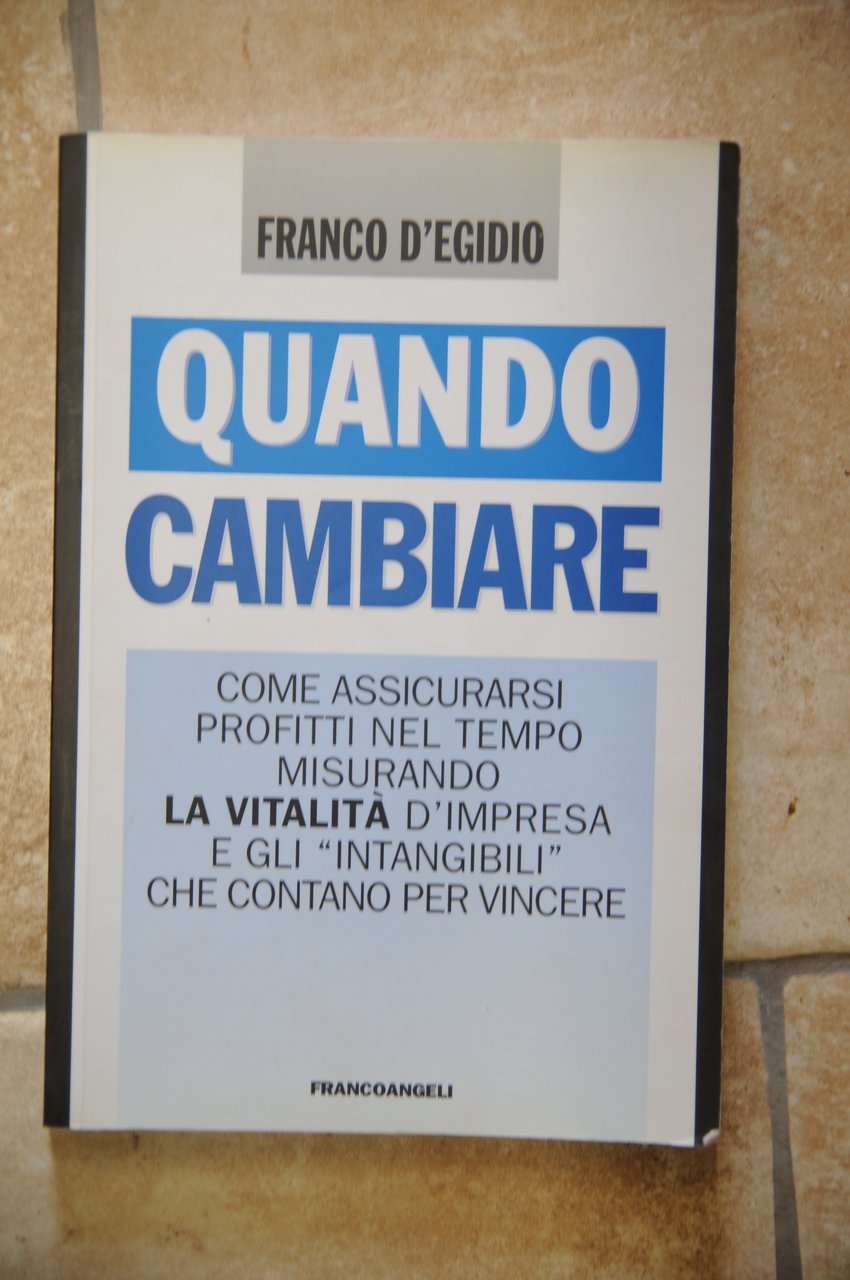 FRANCO D'EGIDIO
QUANDO
CAMBIARE
COME ASSICURARSI
PROFITTI NEL TEMPO
MISURANDO
LA VITALITÀ D'IMPRESA
E GLI “INTANGIBILI”
CHE CONTANO PER VINCERE
FRANCOANGELI